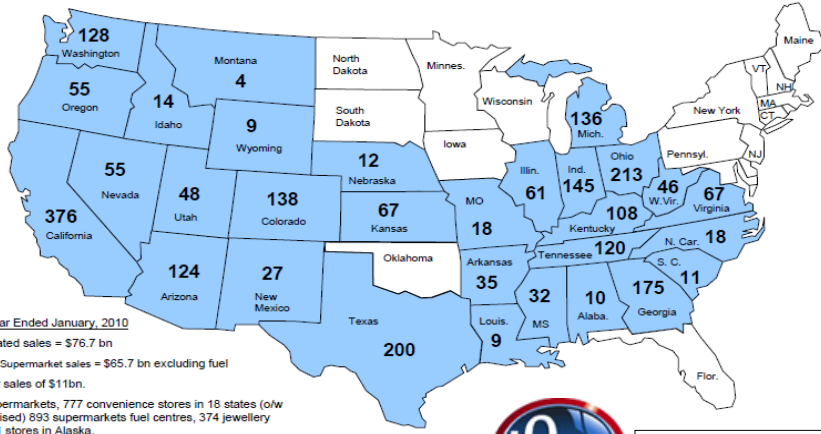 Maine
128
Washington
Montana
4
North
Dakota
Minnes.
VT
NH
55
Oregon
14
Idaho
South
Dakota
Wisconsin
New York
MA
CT
9
Wyoming
136
Mich.
Iowa
Pennsyl.
NJ
12
Nebraska
Illin.
61
Ind.
145
Ohio
213
55
Nevada
48
Utah
138
Colorado
67
Kansas
MO
18
46
W.Vir.
67
Virginia
376
California
108
Kentucky
Tennessee 120
N. Car. 18
124
Arizona
27
New
Mexico
Oklahoma
Arkansas
35
S. C.
11
32
MS
10
Alaba.
175
Georgia
Texas
200
Louis.
9
Flor.
ar Ended January, 2010
ated sales = $76.7 bn
Supermarket sales = $65.7 bn excluding fuel
sales of $11bn.
permarkets, 777 convenience stores in 18 states (o/w
ised) 893 supermarkets fuel centres, 374 jewellery
stores in Alaska.